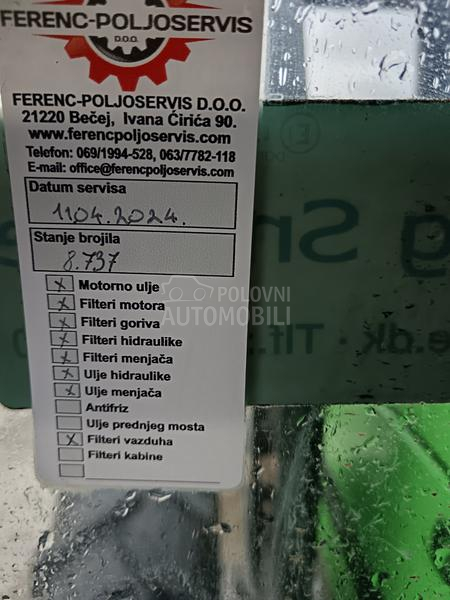 FERENC-POLJOSERVIS
D.O.O.
FERENC-POLJOSERVIS D.O.O.
21220 Bečej, Ivana Ćirića 90.
www.ferencpoljoservis.com
Telefon: 069/1994-528, 063/7782-118
E-mail: office@ferencpoljoservis.com
Datum servisa
11.04.2024.
Stanje brojila
8.737
x Motorno ulje
x Filteri motora
x Filteri goriva
x Filteri hidraulike
x Filteri menjača
x Ulje hidraulike
x Ulje menjača
Antifriz
Ulje prednjeg mosta
x Filteri vazduha
Filteri kabine
POLOVNI
AUTOMOBILI